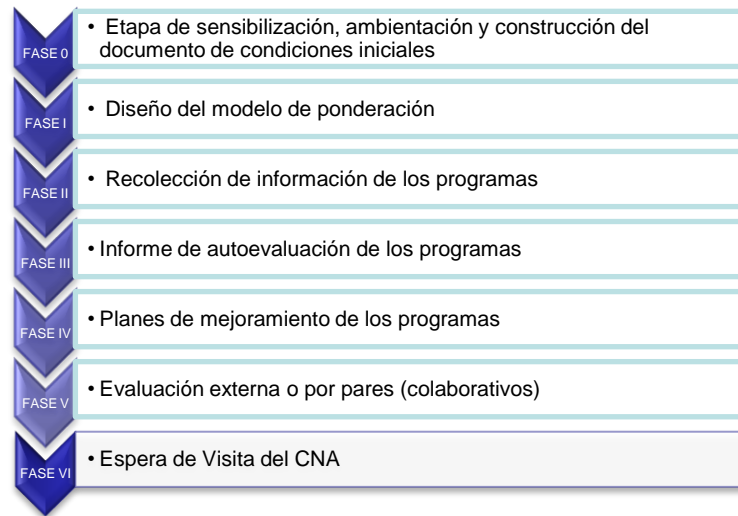 FASE 0
• Etapa de sensibilización, ambientación y construcción del
documento de condiciones iniciales
FASE I
• Diseño del modelo de ponderación
FASE II
• Recolección de información de los programas
FASE III
• Informe de autoevaluación de los programas
FASE IV
• Planes de mejoramiento de los programas
FASE V
• Evaluación externa o por pares (colaborativos)
FASE VI
• Espera de Visita del CNA